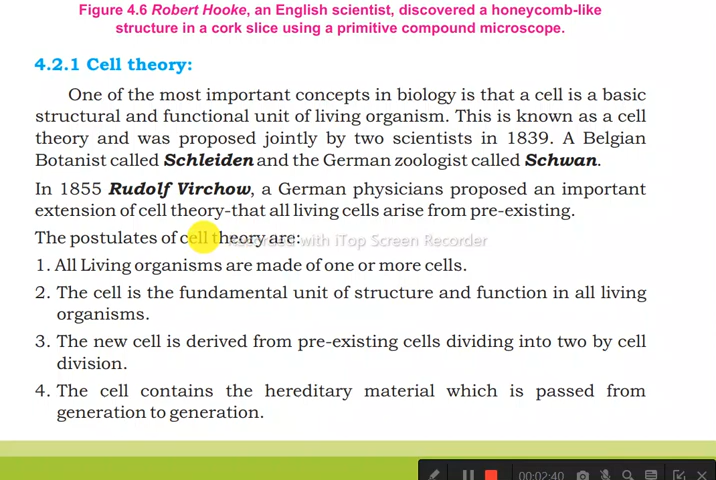 Figure 4.6 Robert Hooke, an English scientist, discovered a honeycomb-like
structure in a cork slice using a primitive compound microscope.
4.2.1 Cell theory:
One of the most important concepts in biology is that a cell is a basic
structural and functional unit of living organism. This is known as a cell
theory and was proposed jointly by two scientists in 1839. A Belgian
Botanist called Schleiden and the German zoologist called Schwan.
In 1855 Rudolf Virchow, a German physicians proposed an important
extension of cell theory-that all living cells arise from pre-existing.
The postulates of cell theory are:
with iTop Screen Recorder
1. All Living organisms are made of one or more cells.
2. The cell is the fundamental unit of structure and function in all living
organisms.
3. The new cell is derived from pre-existing cells dividing into two by cell
division.
4. The cell contains the hereditary material which is passed from
generation to generation.
00:02:40